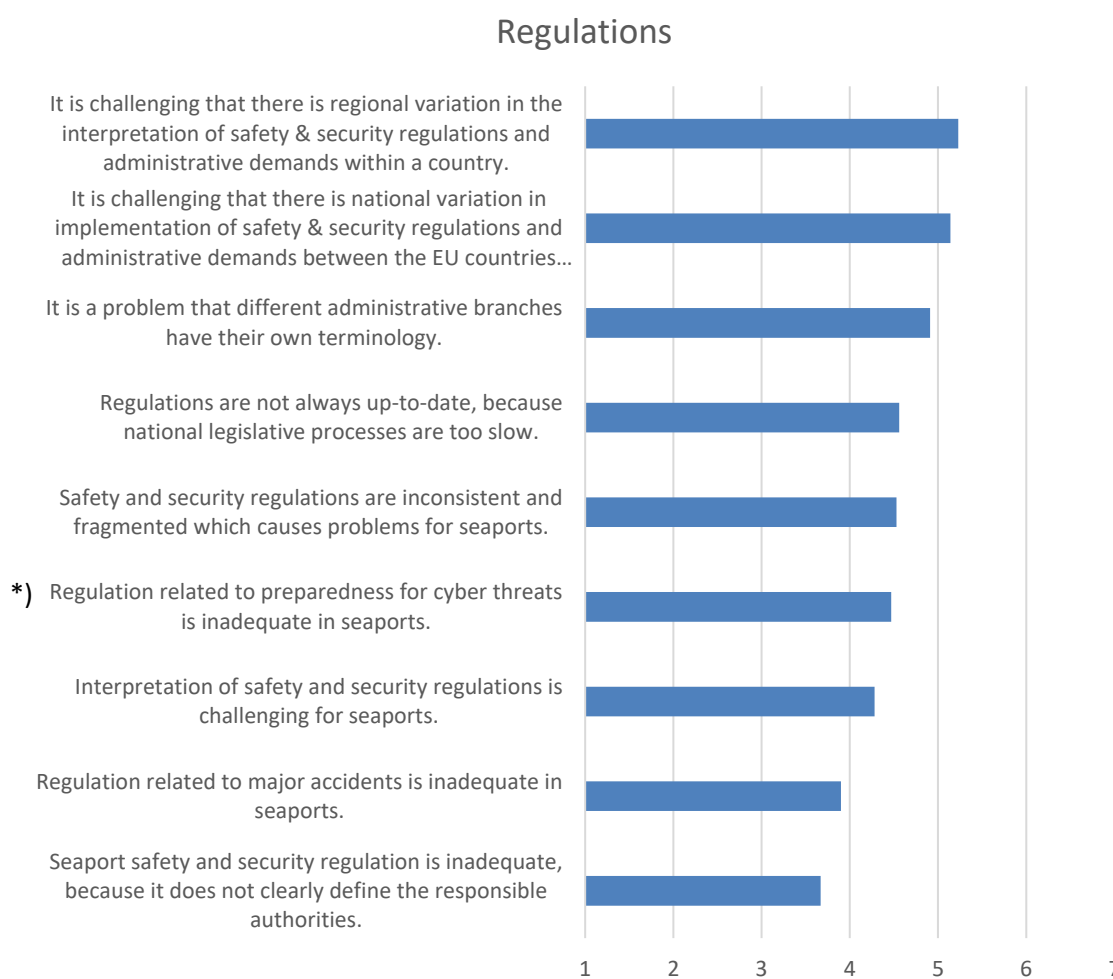 Regulations
It is challenging that there is regional variation in the
interpretation of safety & security regulations and
administrative demands within a country.
It is challenging that there is national variation in
implementation of safety & security regulations and
administrative demands between the EU countries…
It is a problem that different administrative branches
have their own terminology.
Regulations are not always up-to-date, because
national legislative processes are too slow.
Safety and security regulations are inconsistent and
fragmented which causes problems for seaports.
*) Regulation related to preparedness for cyber threats
is inadequate in seaports.
Interpretation of safety and security regulations is
challenging for seaports.
Regulation related to major accidents is inadequate in
seaports.
Seaport safety and security regulation is inadequate,
because it does not clearly define the responsible
authorities.
1 2 3 4 5 6 7